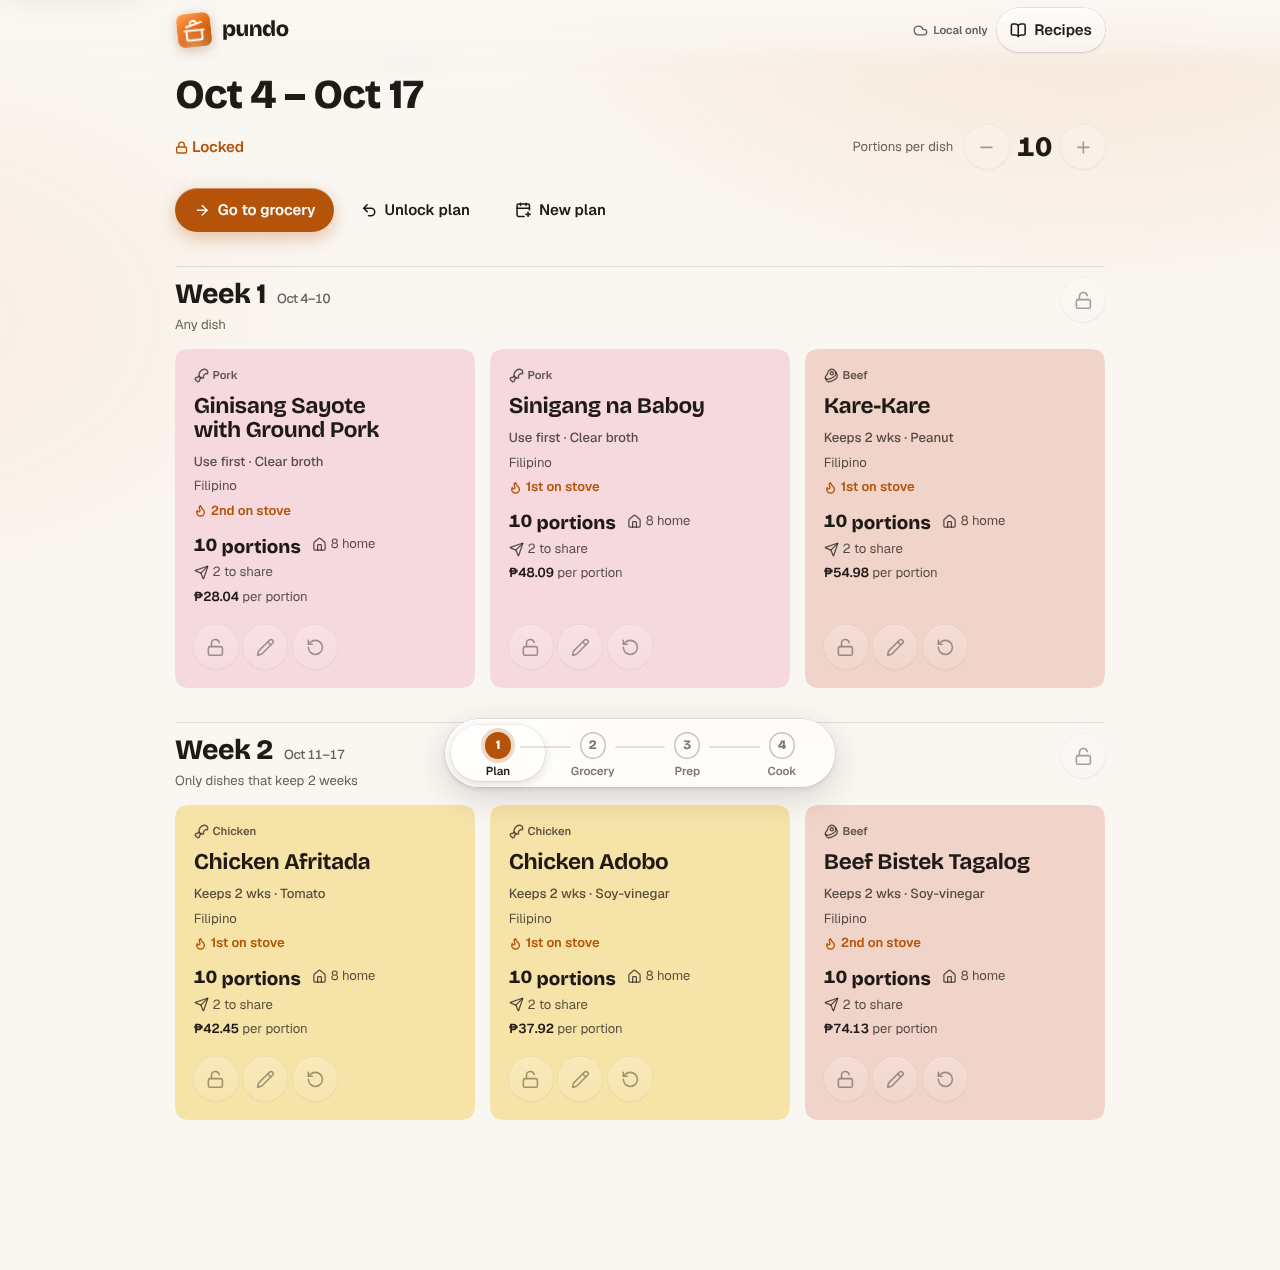 pundo
Local only
Recipes
Oct 4 – Oct 17
Locked
Portions per dish
10
Go to grocery
Unlock plan
New plan
Week 1
Oct 4–10
Any dish
Pork
Ginisang Sayote
with Ground Pork
Use first · Clear broth
Filipino
2nd on stove
10 portions
8 home
2 to share
₱28.04 per portion
Pork
Sinigang na Baboy
Use first · Clear broth
Filipino
1st on stove
10 portions
8 home
2 to share
₱48.09 per portion
Beef
Kare-Kare
Keeps 2 wks · Peanut
Filipino
1st on stove
10 portions
8 home
2 to share
₱54.98 per portion
Week 2
Oct 11–17
Only dishes that keep 2 weeks
1
Plan
2
Grocery
3
Prep
4
Cook
Chicken
Chicken Afritada
Keeps 2 wks · Tomato
Filipino
1st on stove
10 portions
8 home
2 to share
₱42.45 per portion
Chicken
Chicken Adobo
Keeps 2 wks · Soy-vinegar
Filipino
1st on stove
10 portions
8 home
2 to share
₱37.92 per portion
Beef
Beef Bistek Tagalog
Keeps 2 wks · Soy-vinegar
Filipino
2nd on stove
10 portions
8 home
2 to share
₱74.13 per portion